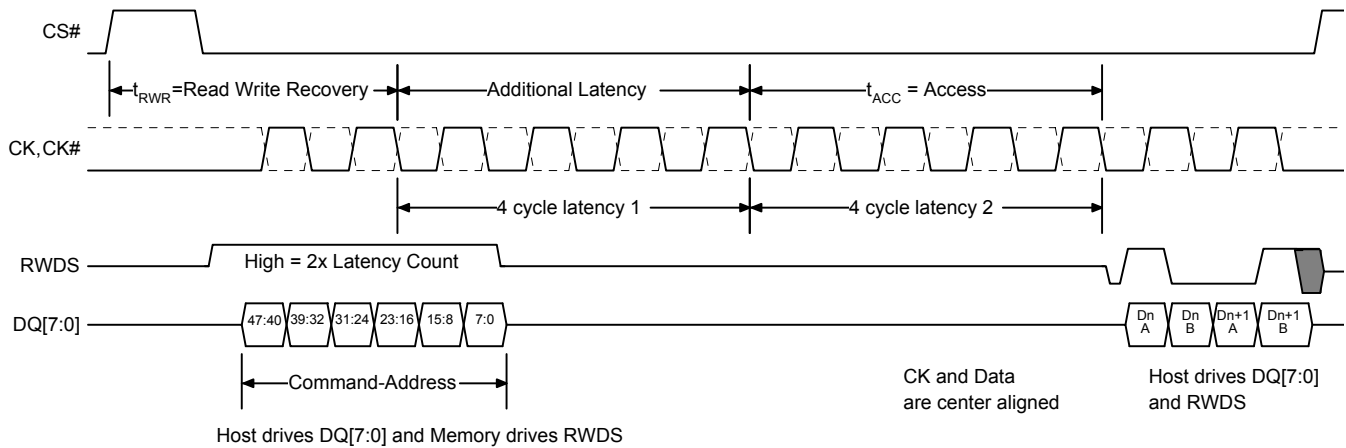 CS#
tRWR=Read Write Recovery
Additional Latency
tACC = Access
CK,CK#
4 cycle latency 1
4 cycle latency 2
RWDS
High = 2x Latency Count
DQ[7:0]
47:40
39:32
31:24
23:16
15:8
7:0
Dn
A
Dn
B
Dn+1
A
Dn+1
B
Command-Address
CK and Data
are center aligned
Host drives DQ[7:0]
and RWDS
Host drives DQ[7:0] and Memory drives RWDS